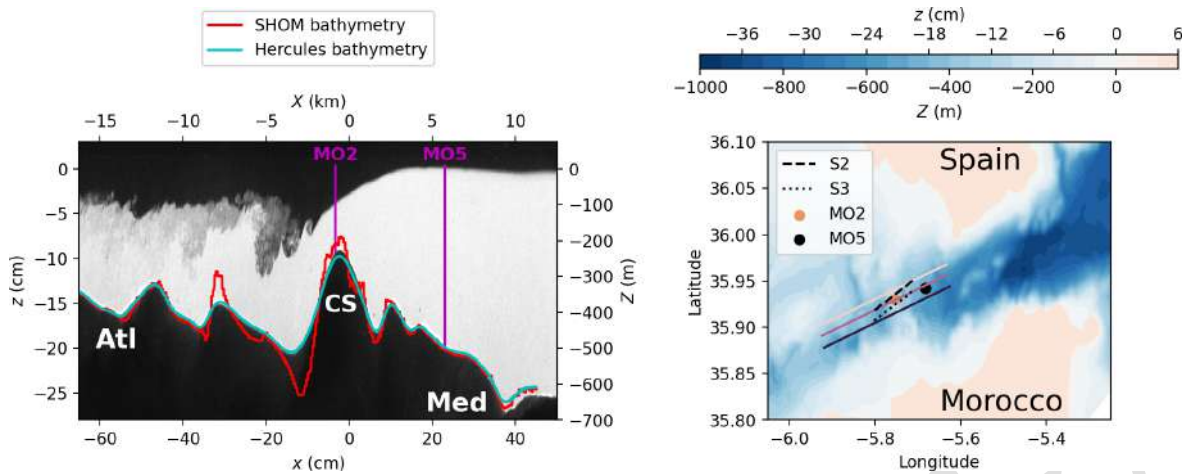 SHOM bathymetry
Hercules bathymetry
X (km)
−15 −10 −5 0 5 10
MO2 MO5
0
−5
−10
−15
−20
−25
z (cm)
0
−100
−200
−300
−400
−500
−600
−700
Z (m)
CS
Atl
Med
−60 −40 −20 0 20 40
x (cm)
z (cm)
−36 −30 −24 −18 −12 −6 0 6
−1000 −800 −600 −400 −200 0
Z (m)
36.10
36.05
36.00
35.95
35.90
35.85
35.80
Latitude
S2
S3
MO2
MO5
Spain
Morocco
−6.0 −5.8 −5.6 −5.4
Longitude